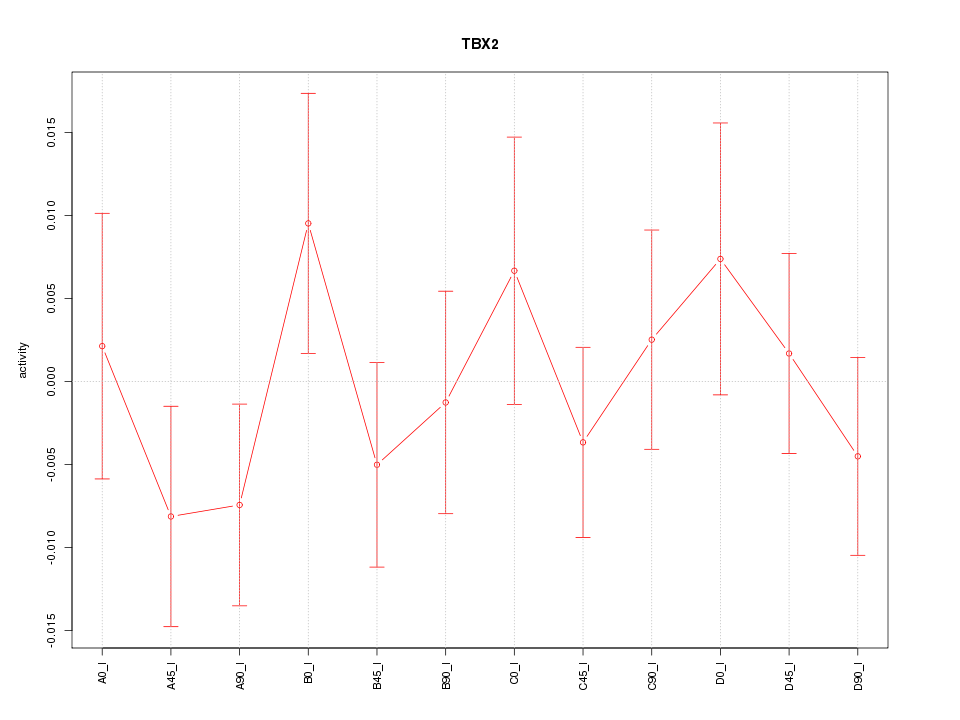 TBX2
activity
0.015
0.010
0.005
0.000
-0.005
-0.010
-0.015
A0_I
A45_I
A90_I
B0_I
B45_I
B90_I
C0_I
C45_I
C90_I
D0_I
D45_I
D90_I